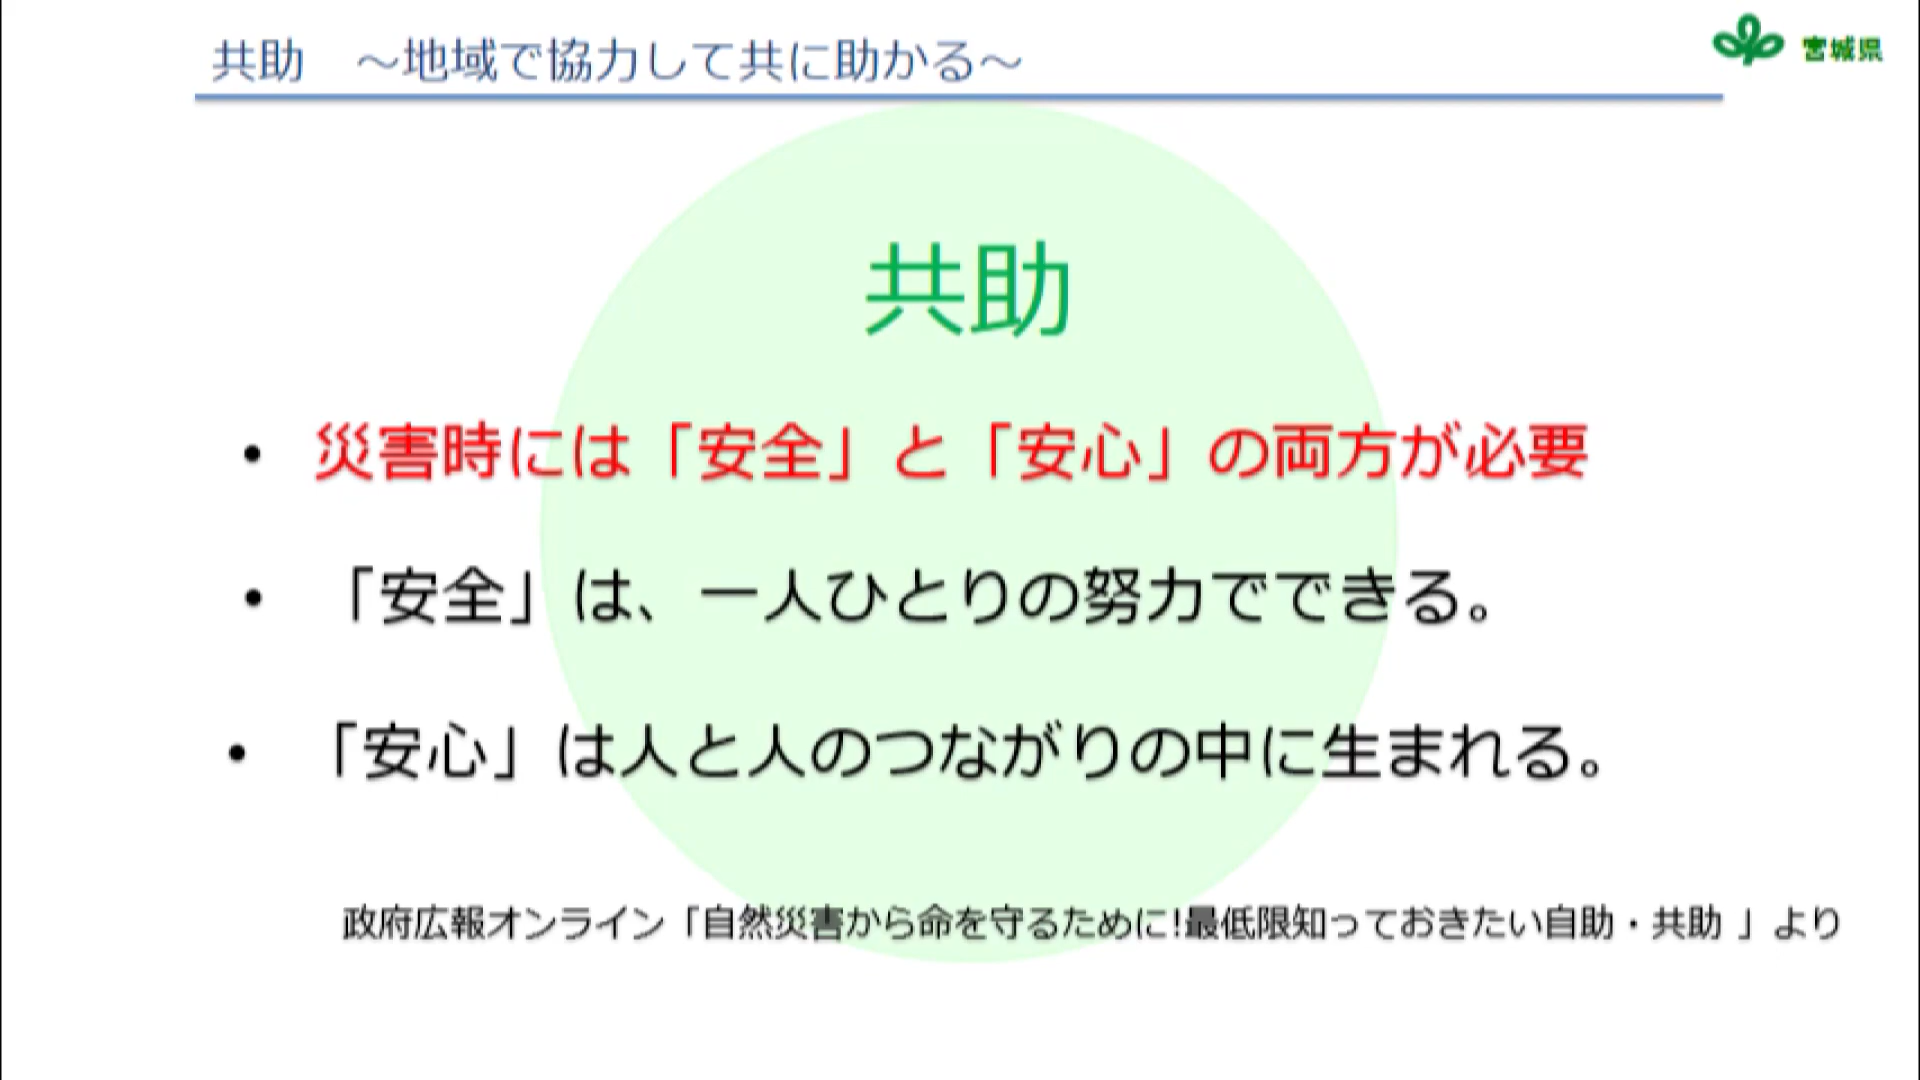 共助　～地域で協力して共に助かる～
宮城県
共助
• 災害時には「安全」と「安心」の両方が必要
• 「安全」は、一人ひとりの努力でできる。
• 「安心」は人と人のつながりの中に生まれる。
政府広報オンライン「自然災害から命を守るために!最低限知っておきたい自助・共助 」より